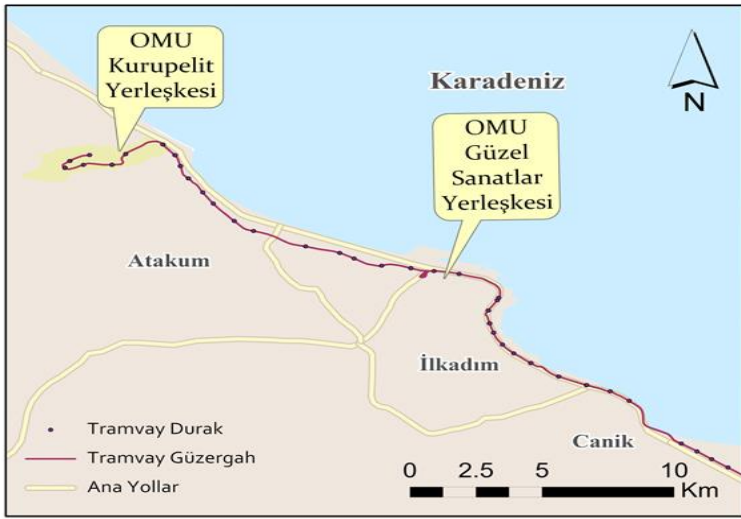 OMU
Kurupelit
Yerleşkesi
Karadeniz
N
OMU
Güzel
Sanatlar
Yerleşkesi
Atakum
İlkadım
Canik
Tramvay Durak
Tramvay Güzergah
Ana Yollar
0 2.5 5 10
Km